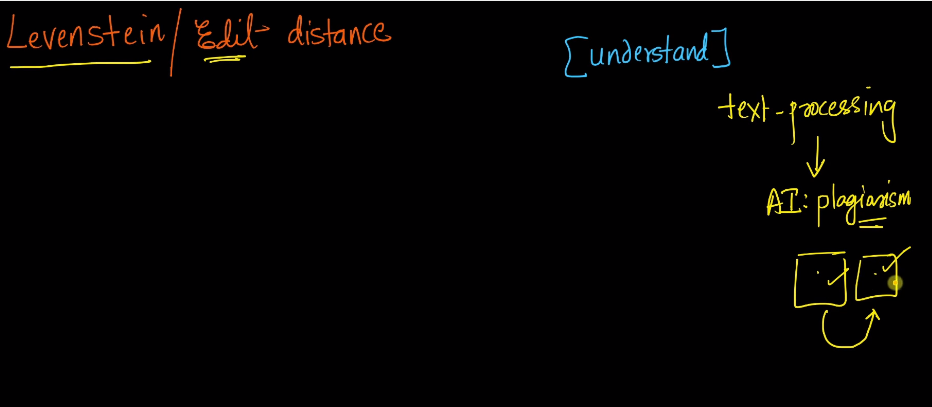 Levenstein / Edit distance
[understand]
text-processing
AI: plagiarism